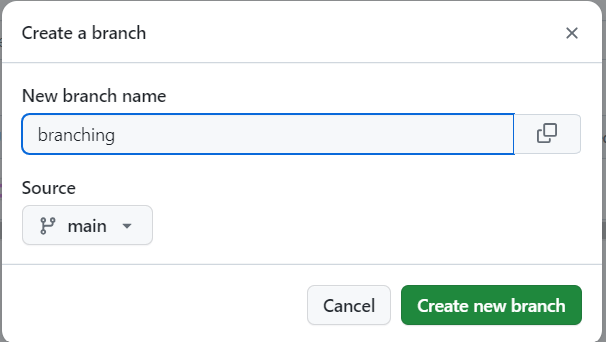 Create a branch
New branch name
branching
Source
main
Cancel
Create new branch